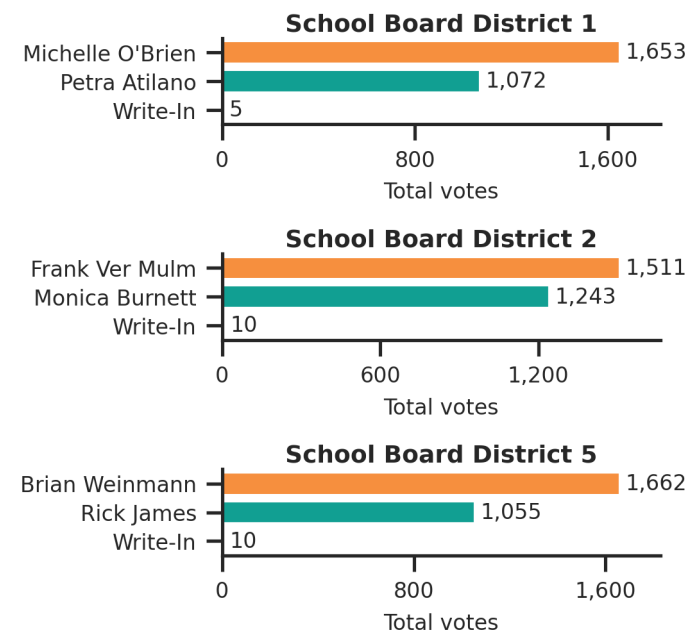 School Board District 1
Michelle O'Brien 1,653
Petra Atilano 1,072
Write-In 5
0 800 1,600
Total votes
School Board District 2
Frank Ver Mulm 1,511
Monica Burnett 1,243
Write-In 10
0 600 1,200
Total votes
School Board District 5
Brian Weinmann 1,662
Rick James 1,055
Write-In 10
0 800 1,600
Total votes